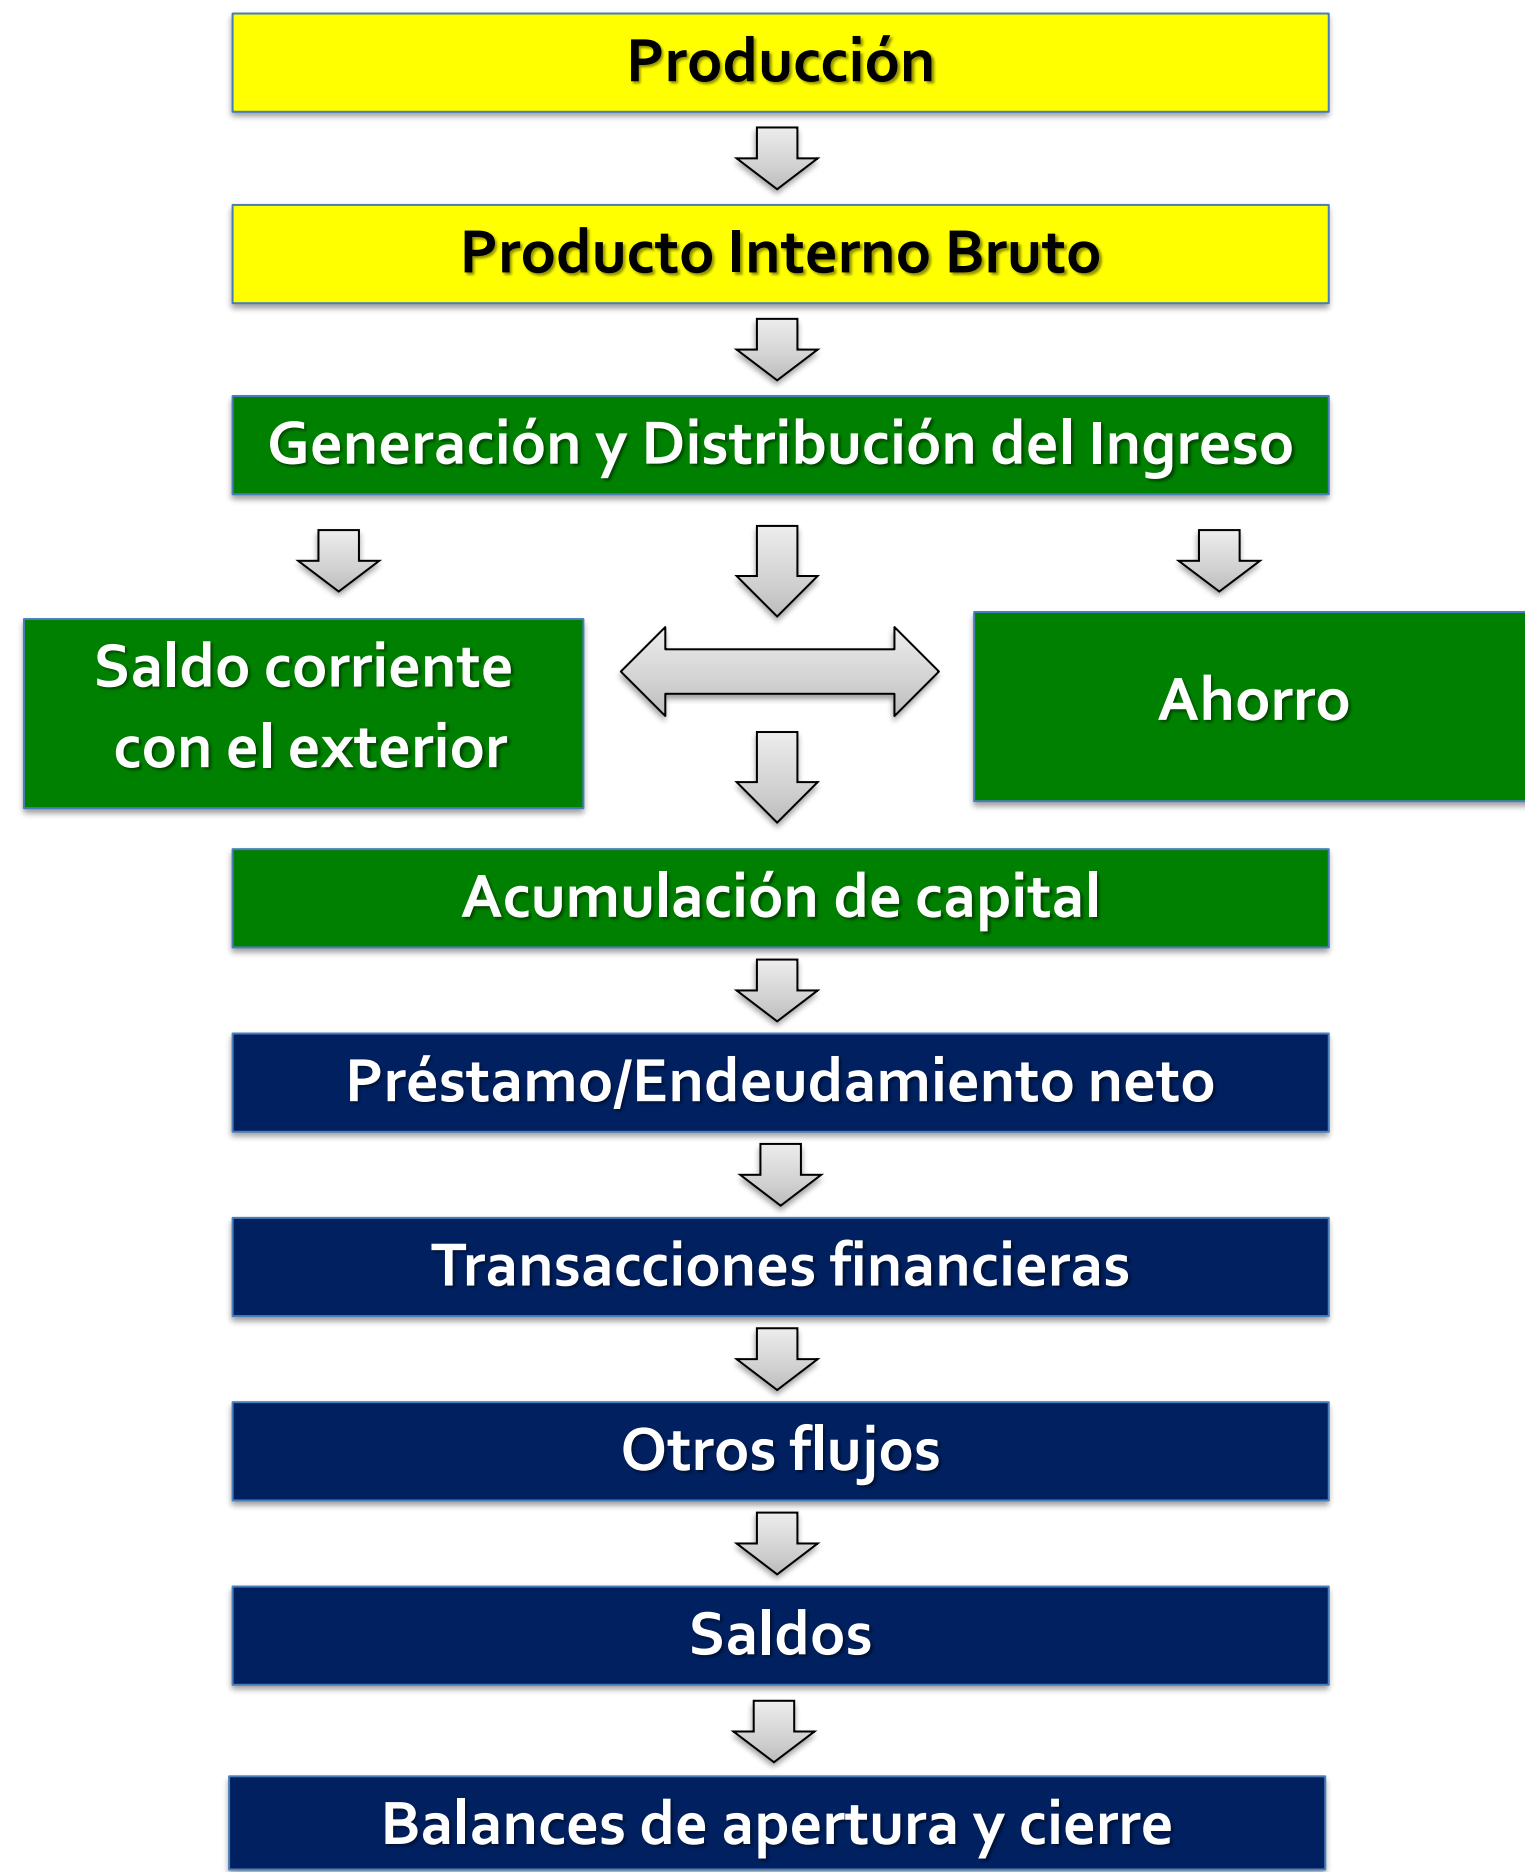 Producción
Producto Interno Bruto
Generación y Distribución del Ingreso
Saldo corriente
con el exterior
Ahorro
Acumulación de capital
Préstamo/Endeudamiento neto
Transacciones financieras
Otros flujos
Saldos
Balances de apertura y cierre